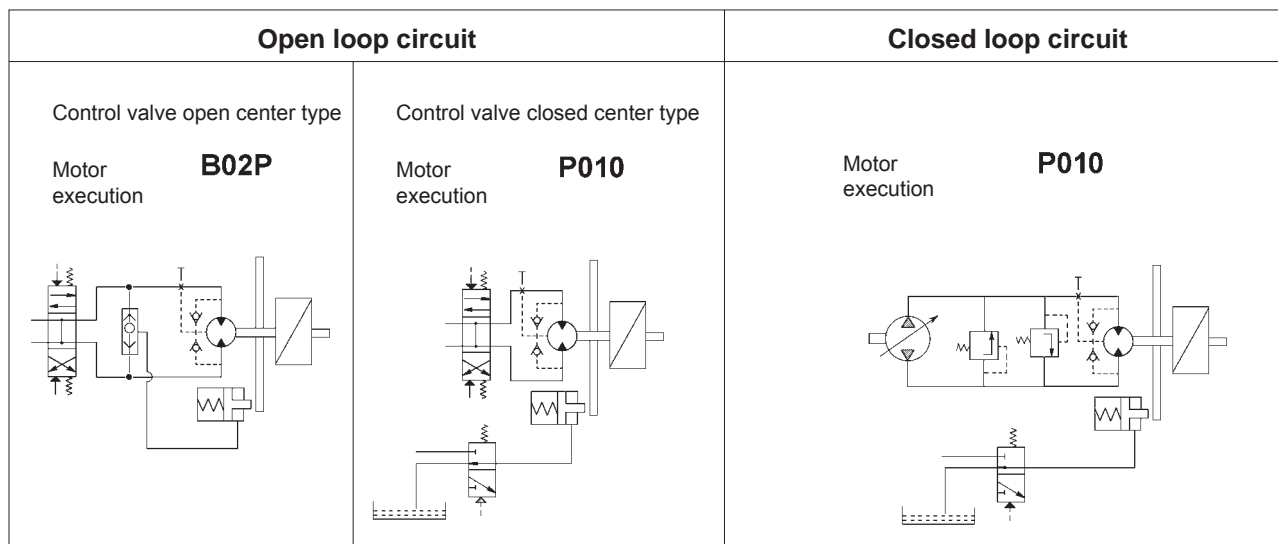 Open loop circuit
Closed loop circuit
Control valve open center type
Motor
execution
B02P
Control valve closed center type
Motor
execution
P010
Motor
execution
P010